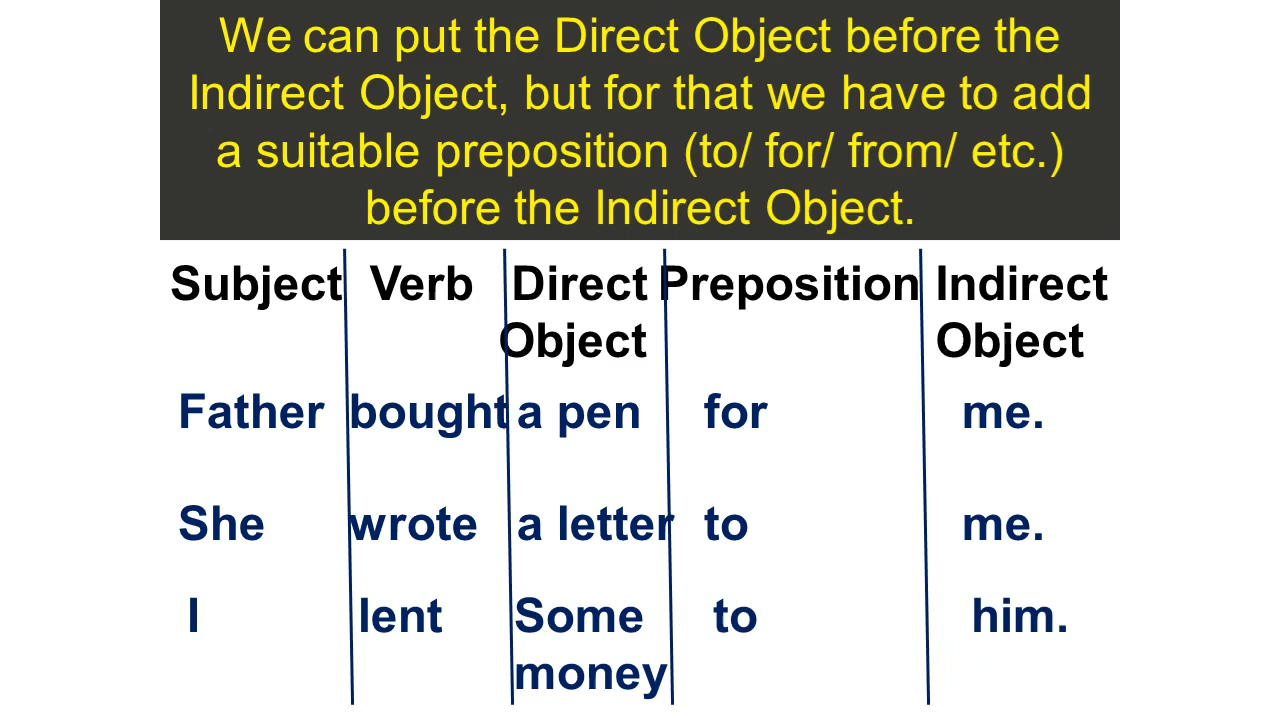 We can put the Direct Object before the
Indirect Object, but for that we have to add
a suitable preposition (to/ for/ from/ etc.)
before the Indirect Object.
Subject Verb Direct Preposition Indirect
Object Object
Father bought a pen for me.
She wrote a letter to me.
I lent Some to him.
money